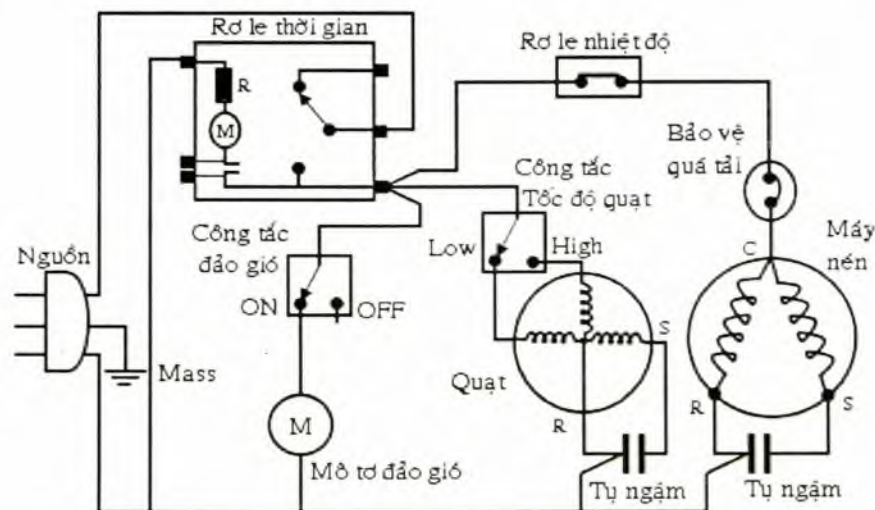 Rơ le thời gian
Rơ le nhiệt độ
R
M
Bảo vệ
quá tải
Công tắc
Tốc độ quạt
Công tắc
đảo gió
Low
High
Máy
nén
Nguồn
C
ON
OFF
S
Mass
Quạt
R
R
S
M
Mô tơ đảo gió
Tụ ngậm
Tụ ngậm